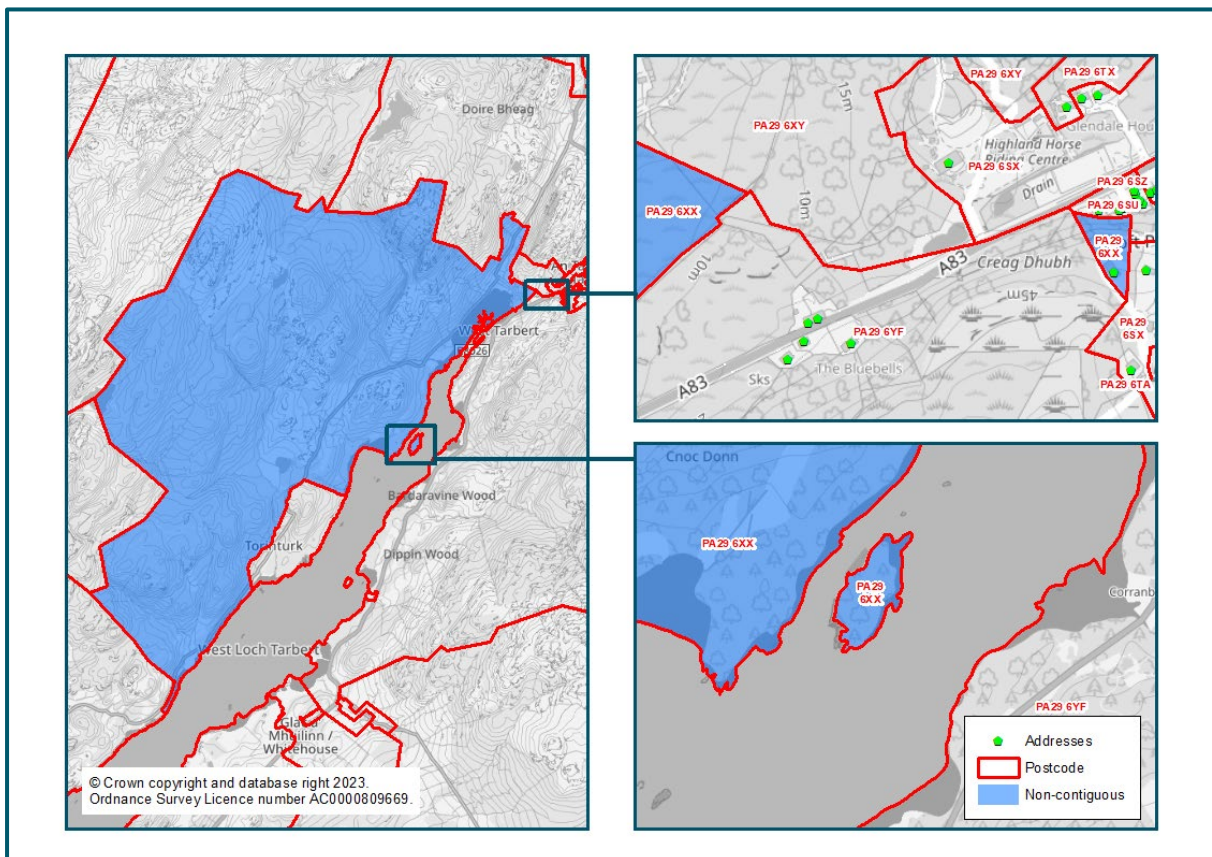 Doire Bheag
West Tarbert
Bardaravine Wood
Torinturk
Dippin Wood
West Loch Tarbert
Mhuilinn /
Whitehouse
© Crown copyright and database right 2023.
Ordnance Survey Licence number AC0000809669.
PA29 6XY
PA29 6TX
15m
PA29 6XY
Glendale Hou
Highland Horse
Riding Centre
PA29 6SX
Drain
PA29 6SZ
PA29 6SU
PA29 6XX
10m
PA29
6XX
A83
Creag Dhubh
10m
45m
PA29 6YF
PA29
6SX
The Bluebells
Sks
A83
PA29 6TA
Cnoc Donn
PA29 6XX
PA29
6XX
Corranb
PA29 6YF
Addresses
Postcode
Non-contiguous